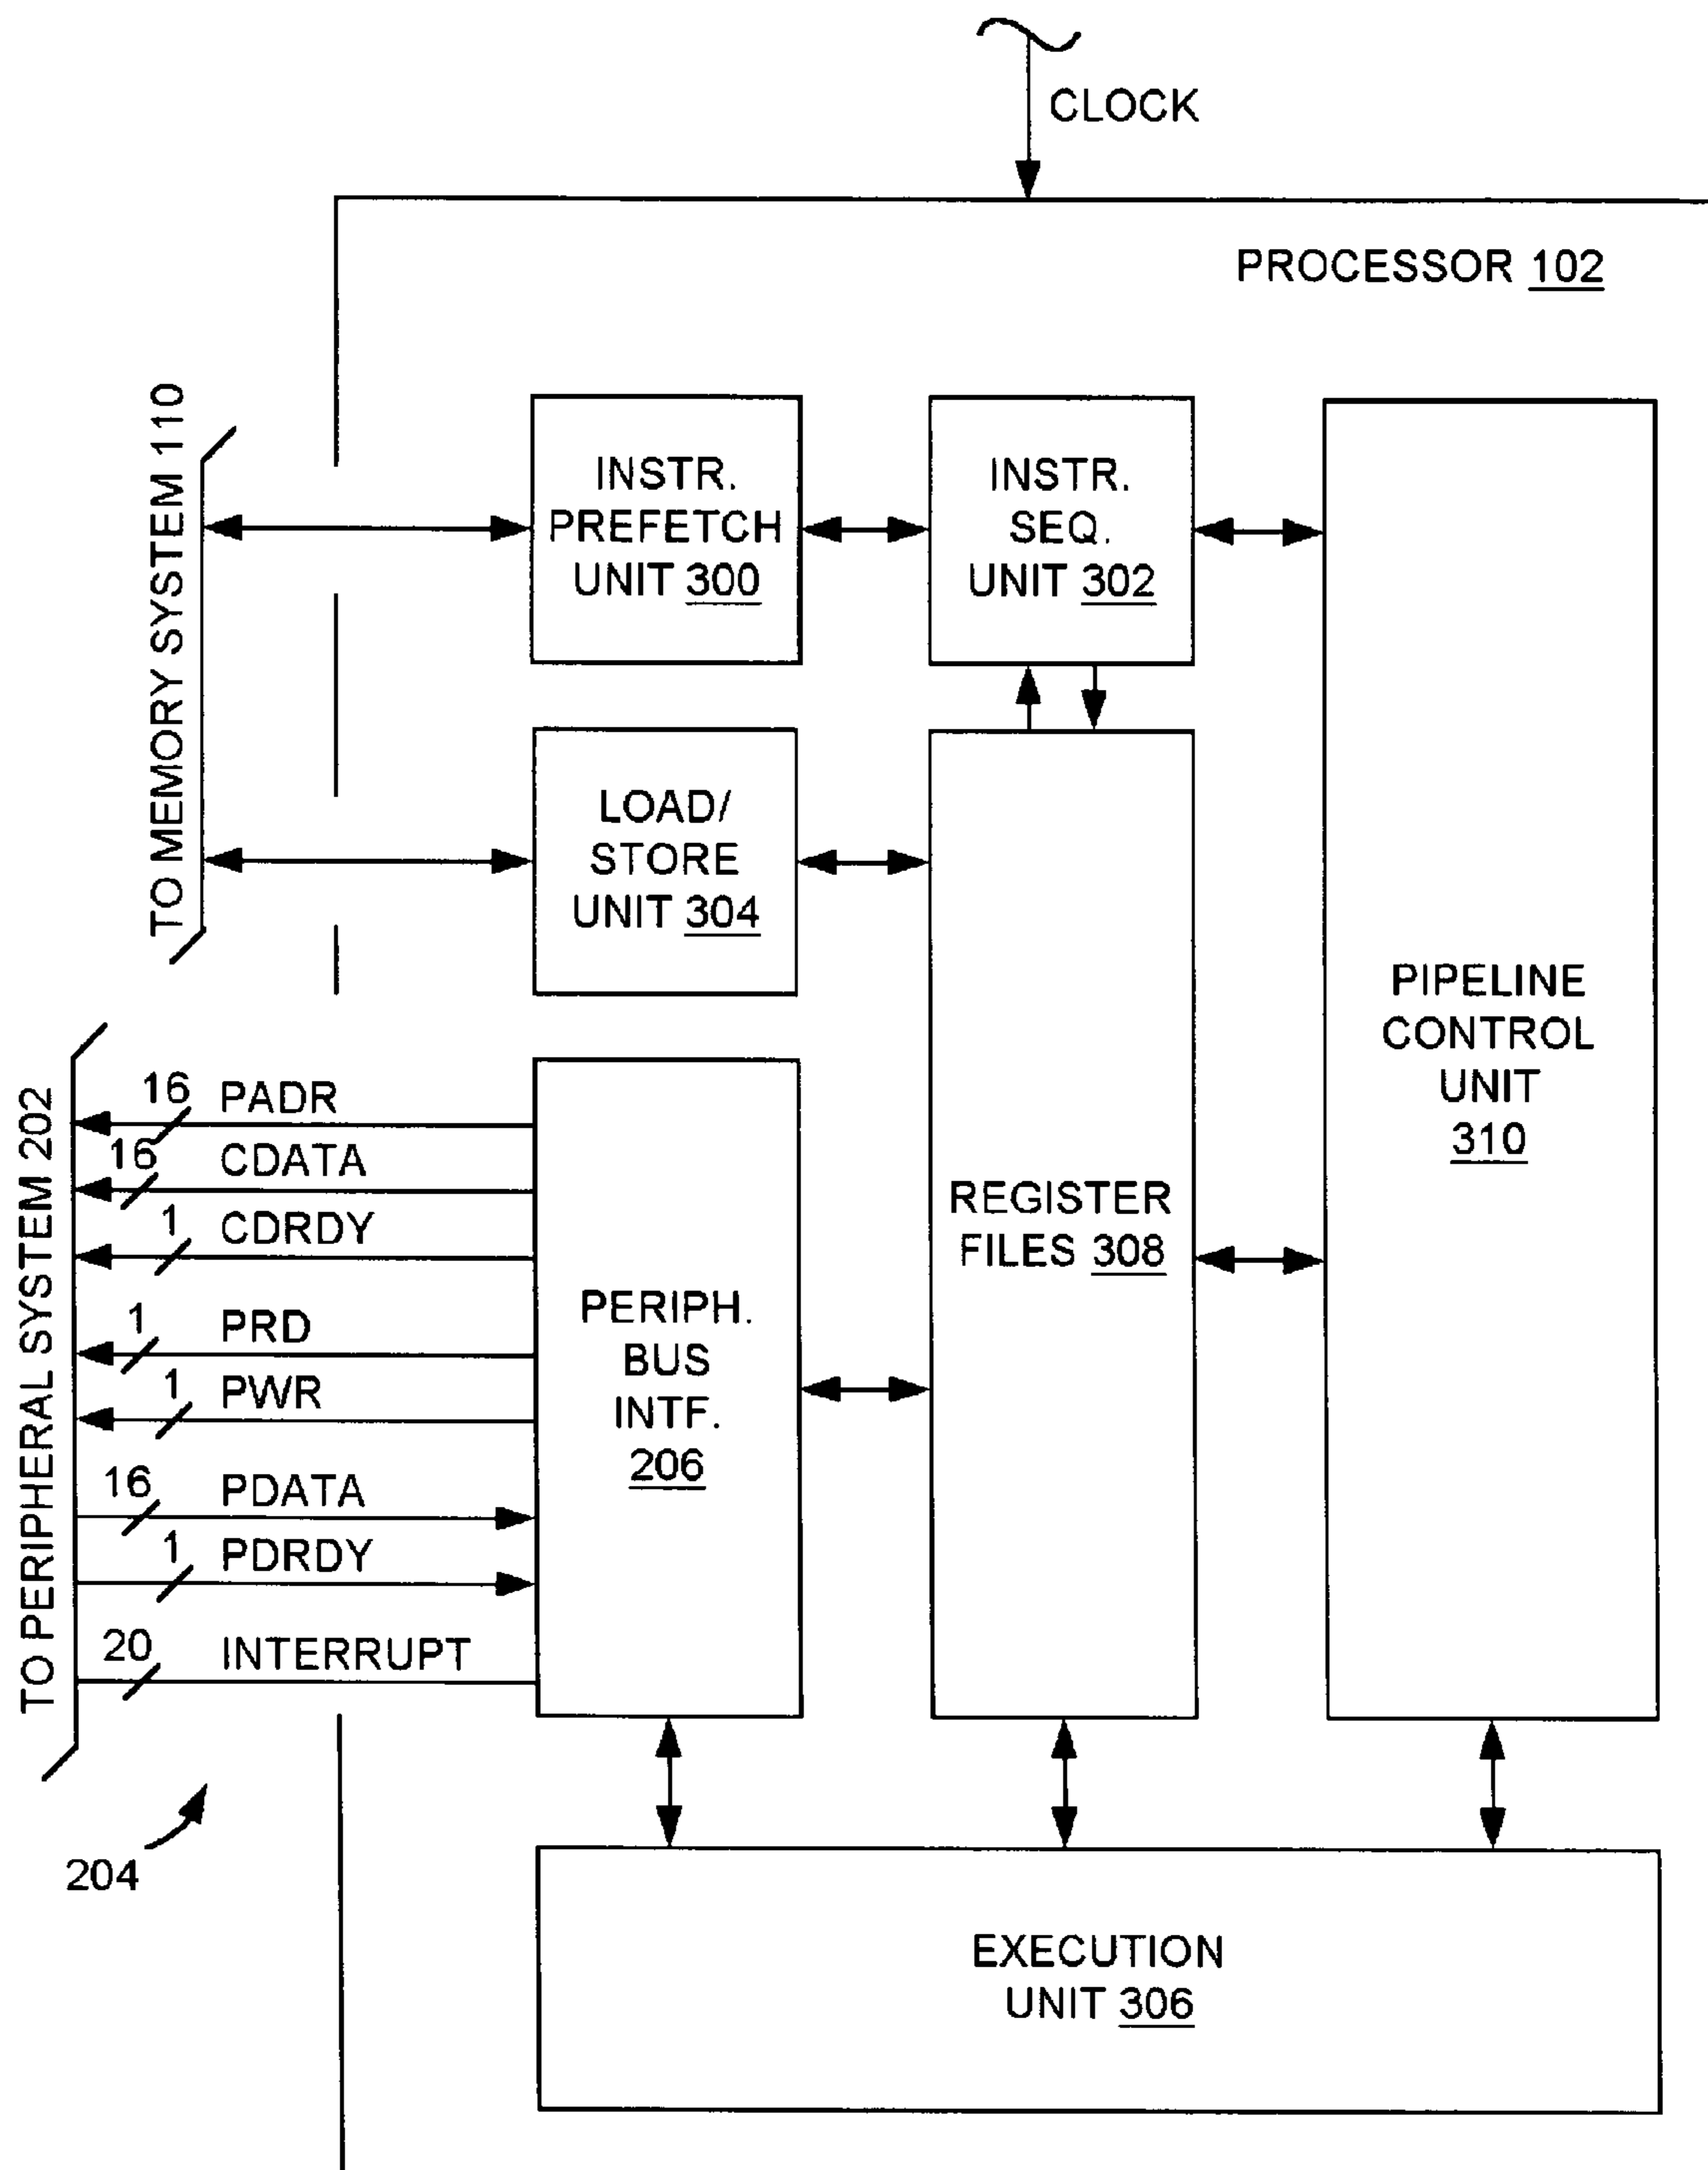 CLOCK
PROCESSOR 102
TO MEMORY SYSTEM 110
INSTR.
PREFETCH
UNIT 300
INSTR.
SEQ.
UNIT 302
LOAD/
STORE
UNIT 304
PIPELINE
CONTROL
UNIT
310
REGISTER
FILES 308
TO PERIPHERAL SYSTEM 202
16 PADR
16 CDATA
1 CDRDY
1 PRD
1 PWR
16 PDATA
1 PDRDY
20 INTERRUPT
PERIPH.
BUS
INTF.
206
204
EXECUTION
UNIT 306